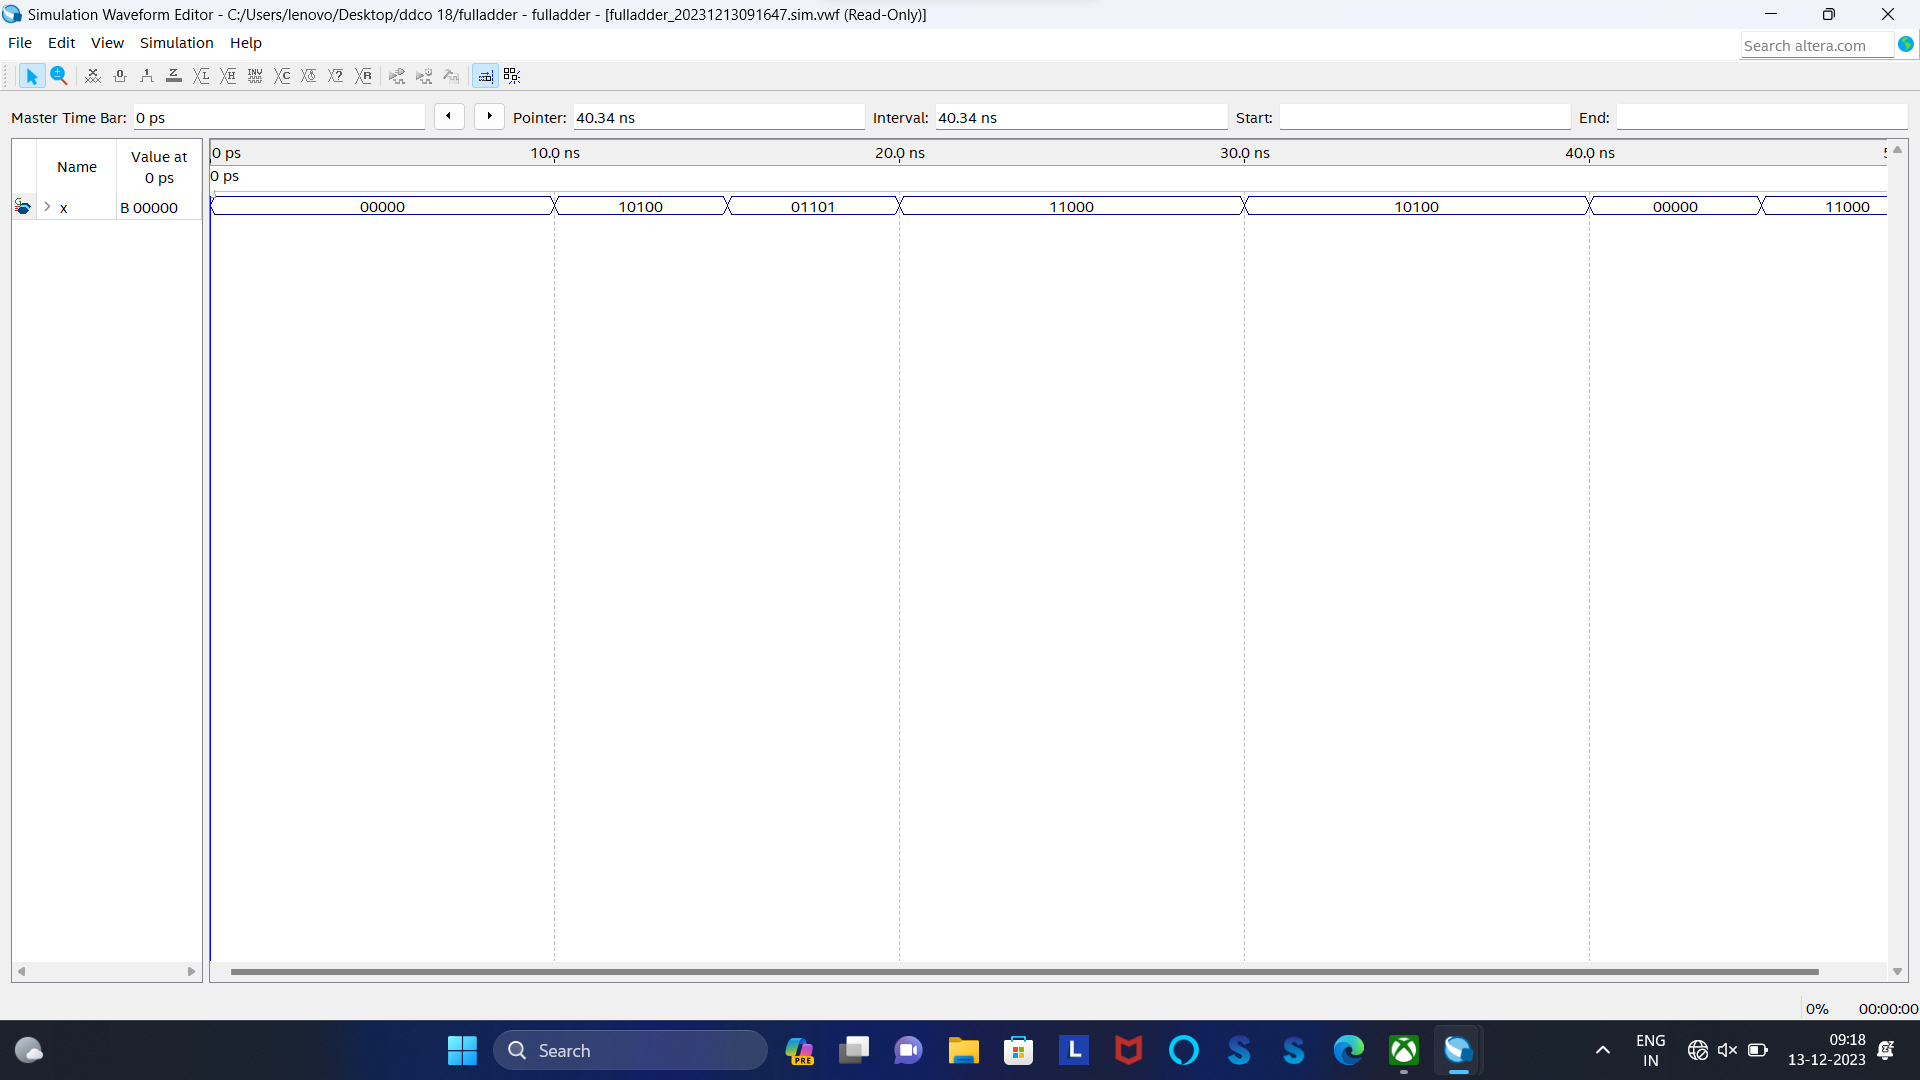 Simulation Waveform Editor - C:/Users/lenovo/Desktop/ddco 18/fulladder - fulladder - [fulladder_20231213091647.sim.vwf (Read-Only)]
File Edit View Simulation Help
Search altera.com
Master Time Bar: 0 ps Pointer: 40.34 ns Interval: 40.34 ns Start: End:
Name Value at 0 ps
0 ps 10.0 ns 20.0 ns 30.0 ns 40.0 ns
0 ps
x B 00000 00000 10100 01101 11000 10100 00000 11000
0% 00:00:00
Search
PRE
L
ENG
IN
09:18
13-12-2023